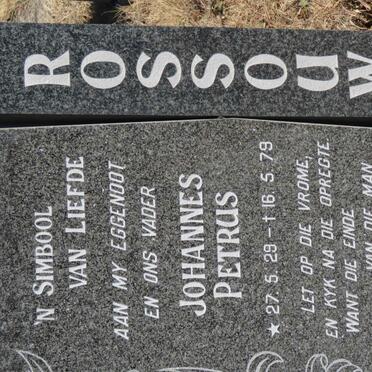 ROSSOUW
'N SIMBOOL
VAN LIEFDE
AAN MY EGGENOOT
EN ONS VADER
JOHANNES
PETRUS
★ 27. 5. 29 – † 16. 5. 79
LET OP DIE VROME,
EN KYK NA DIE OPREGTE
WANT DIE EINDE
VAN DIE MAN